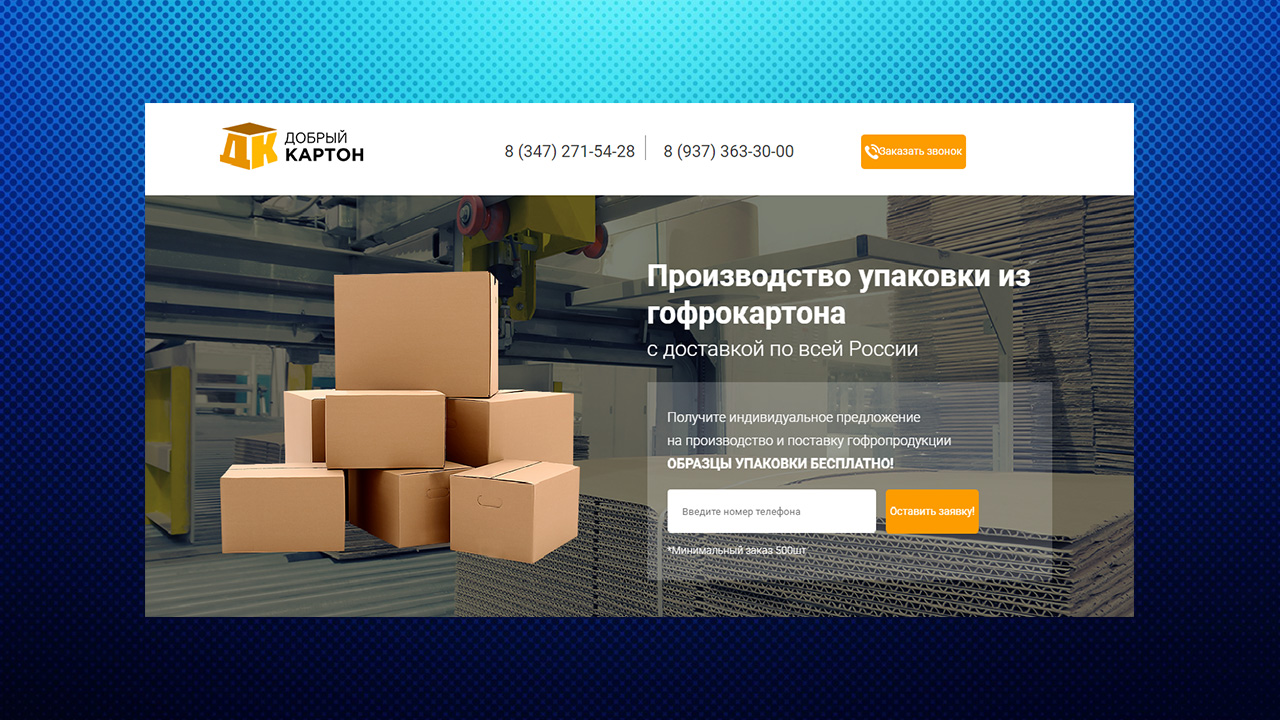 ДК
ДОБРЫЙ
КАРТОН
8 (347) 271-54-28
8 (937) 363-30-00
Заказать звонок
Производство упаковки из
гофрокартона
с доставкой по всей России
Получите индивидуальное предложение
на производство и поставку гофропродукции
ОБРАЗЦЫ УПАКОВКИ БЕСПЛАТНО!
Введите номер телефона
Оставить заявку!
*Минимальный заказ 500шт